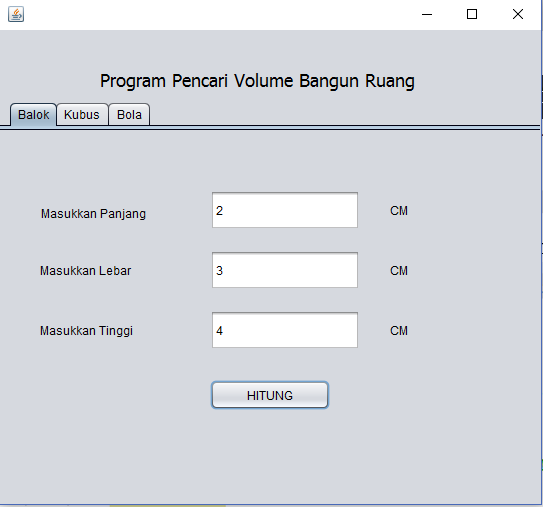 Program Pencari Volume Bangun Ruang
Balok Kubus Bola
Masukkan Panjang 2 CM
Masukkan Lebar 3 CM
Masukkan Tinggi 4 CM
HITUNG